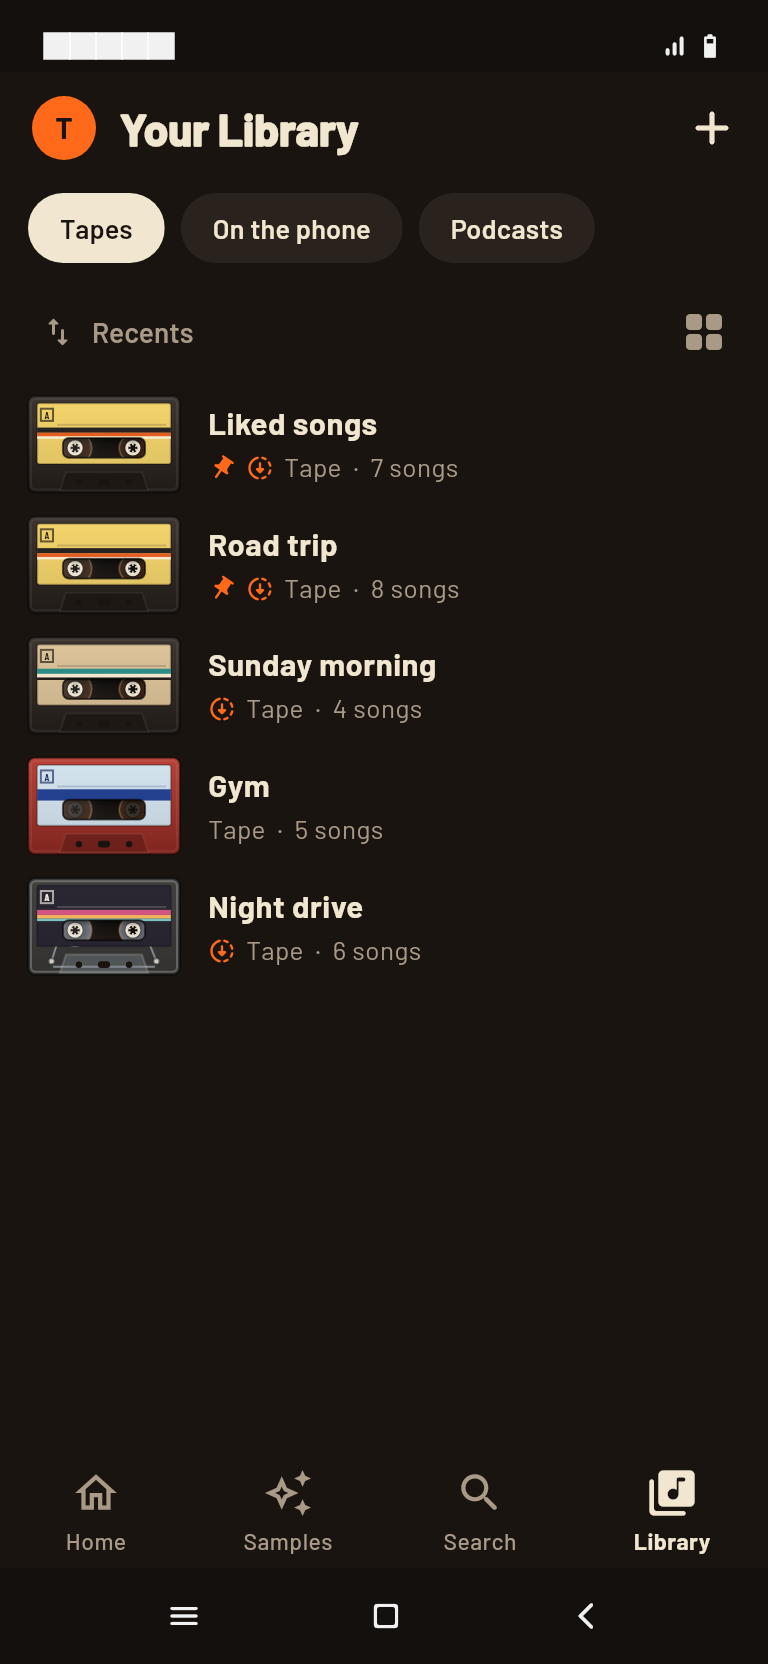 T
Your Library
Tapes
On the phone
Podcasts
Recents
A
Liked songs
Tape · 7 songs
A
Road trip
Tape · 8 songs
A
Sunday morning
Tape · 4 songs
A
Gym
Tape · 5 songs
A
Night drive
Tape · 6 songs
Home
Samples
Search
Library